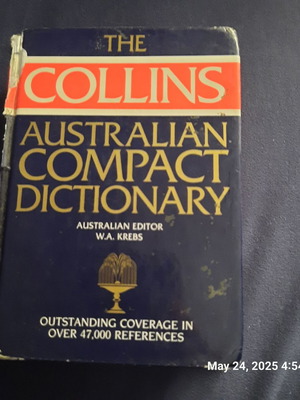 THE
COLLINS
AUSTRALIAN
COMPACT
DICTIONARY
AUSTRALIAN EDITOR
W.A. KREBS
OUTSTANDING COVERAGE IN
OVER 47,000 REFERENCES
May 24, 2025 4:54